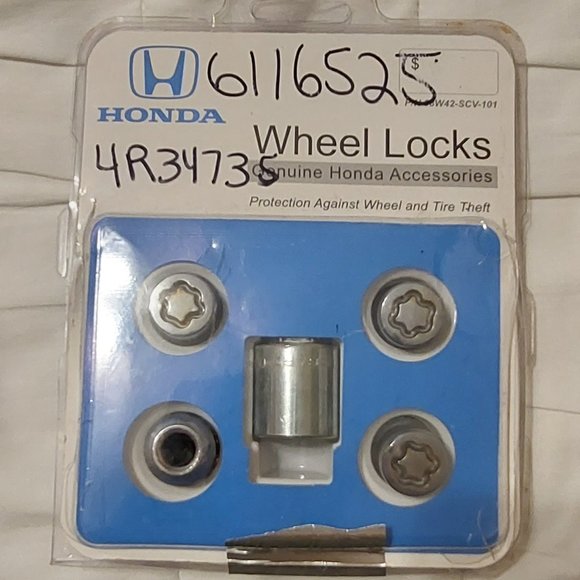 6116525
$
HONDA
4R34735
Wheel Locks
Genuine Honda Accessories
Protection Against Wheel and Tire Theft